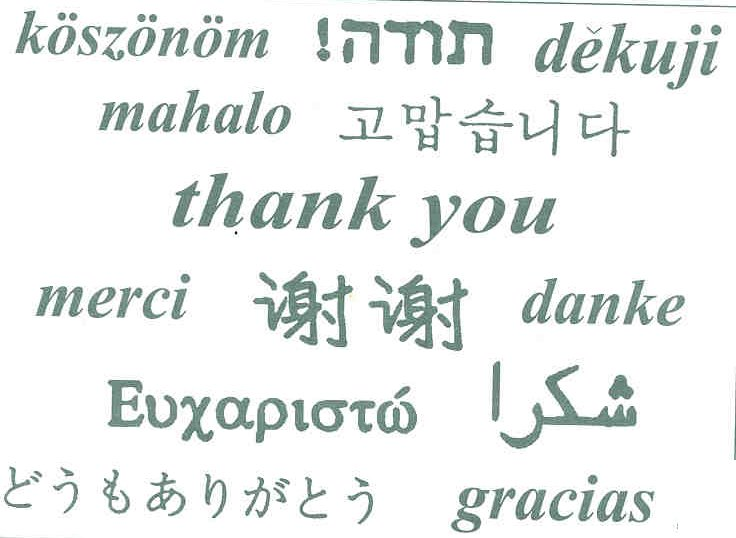 köszönöm תודה! děkuji
mahalo 고맙습니다
thank you
merci 谢谢 danke
Ευχαριστώ شكرا
どうもありがとう gracias